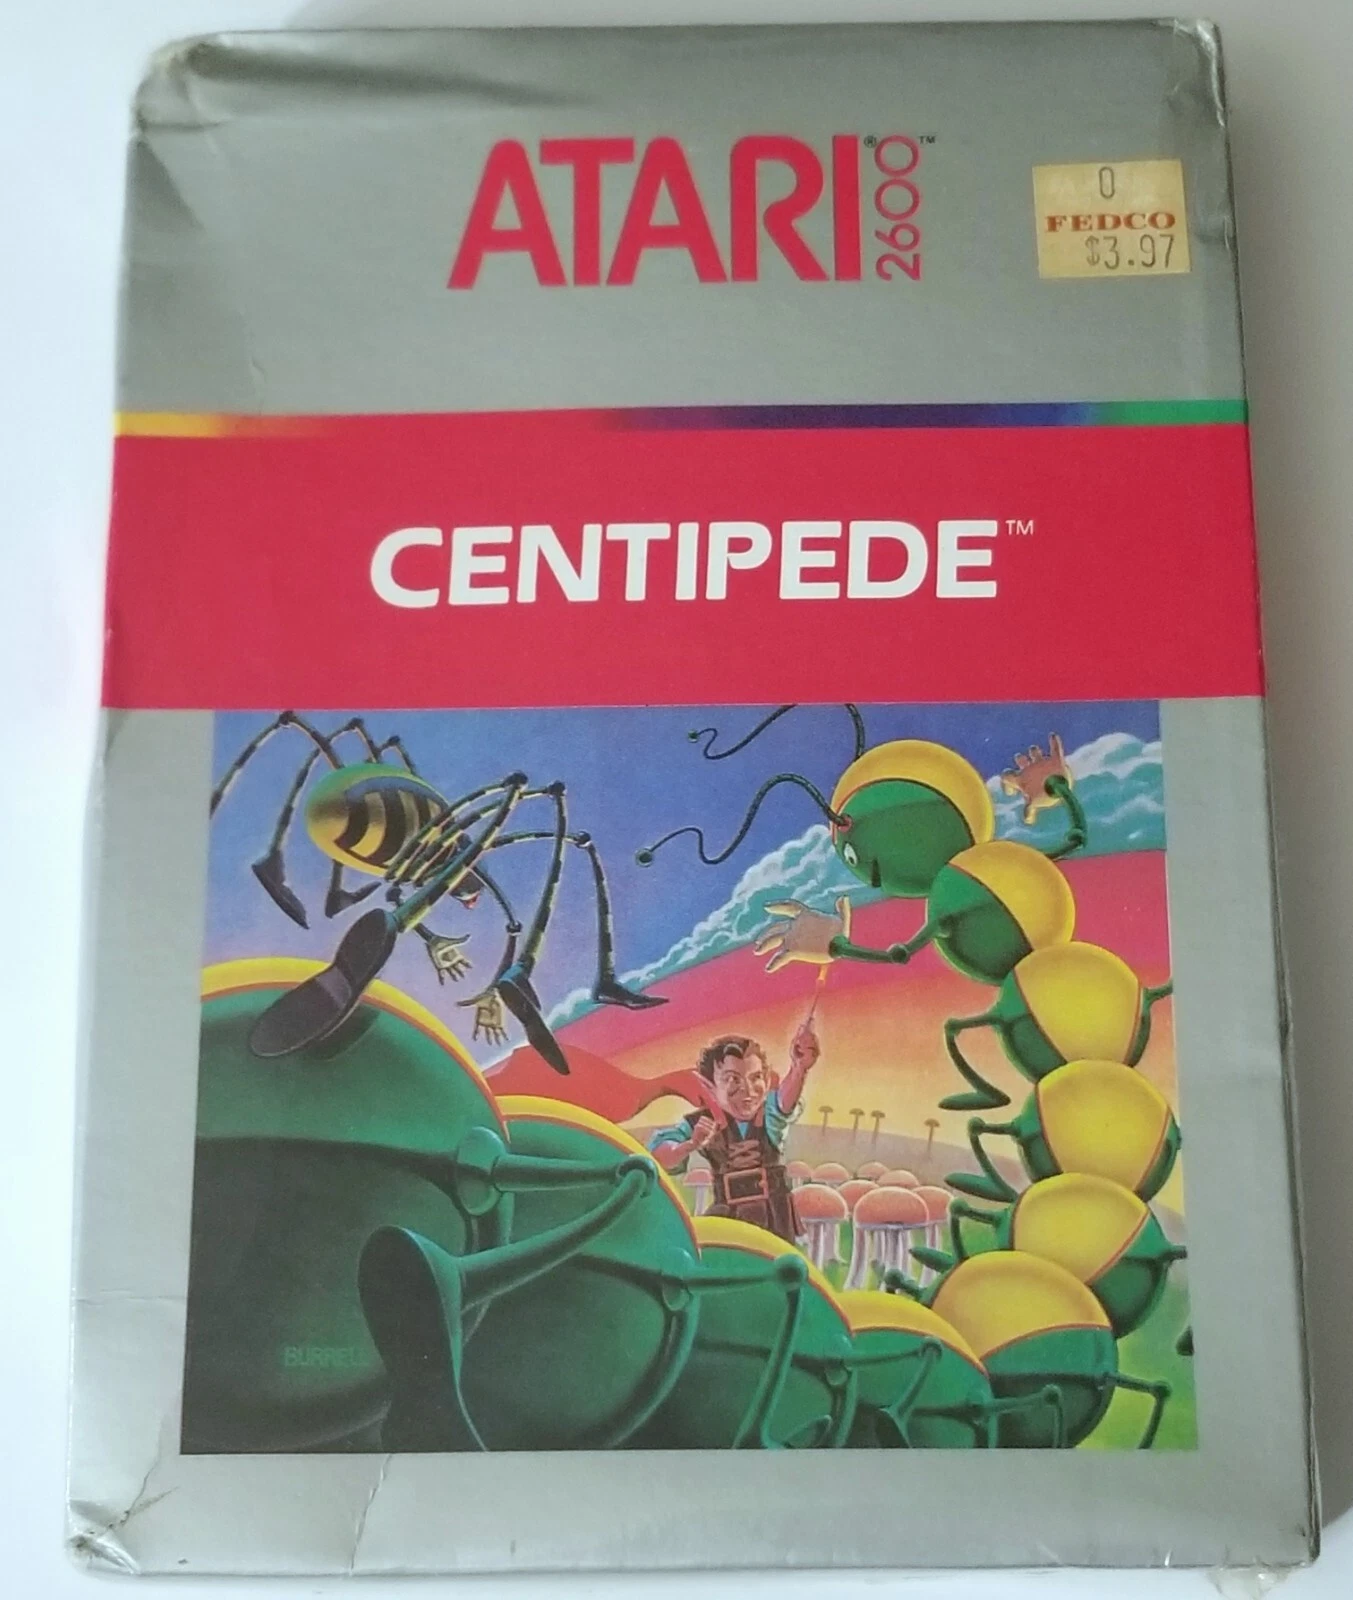 ATARI® 2600™
0
FEDCO
$3.97
CENTIPEDE™
BURRELL